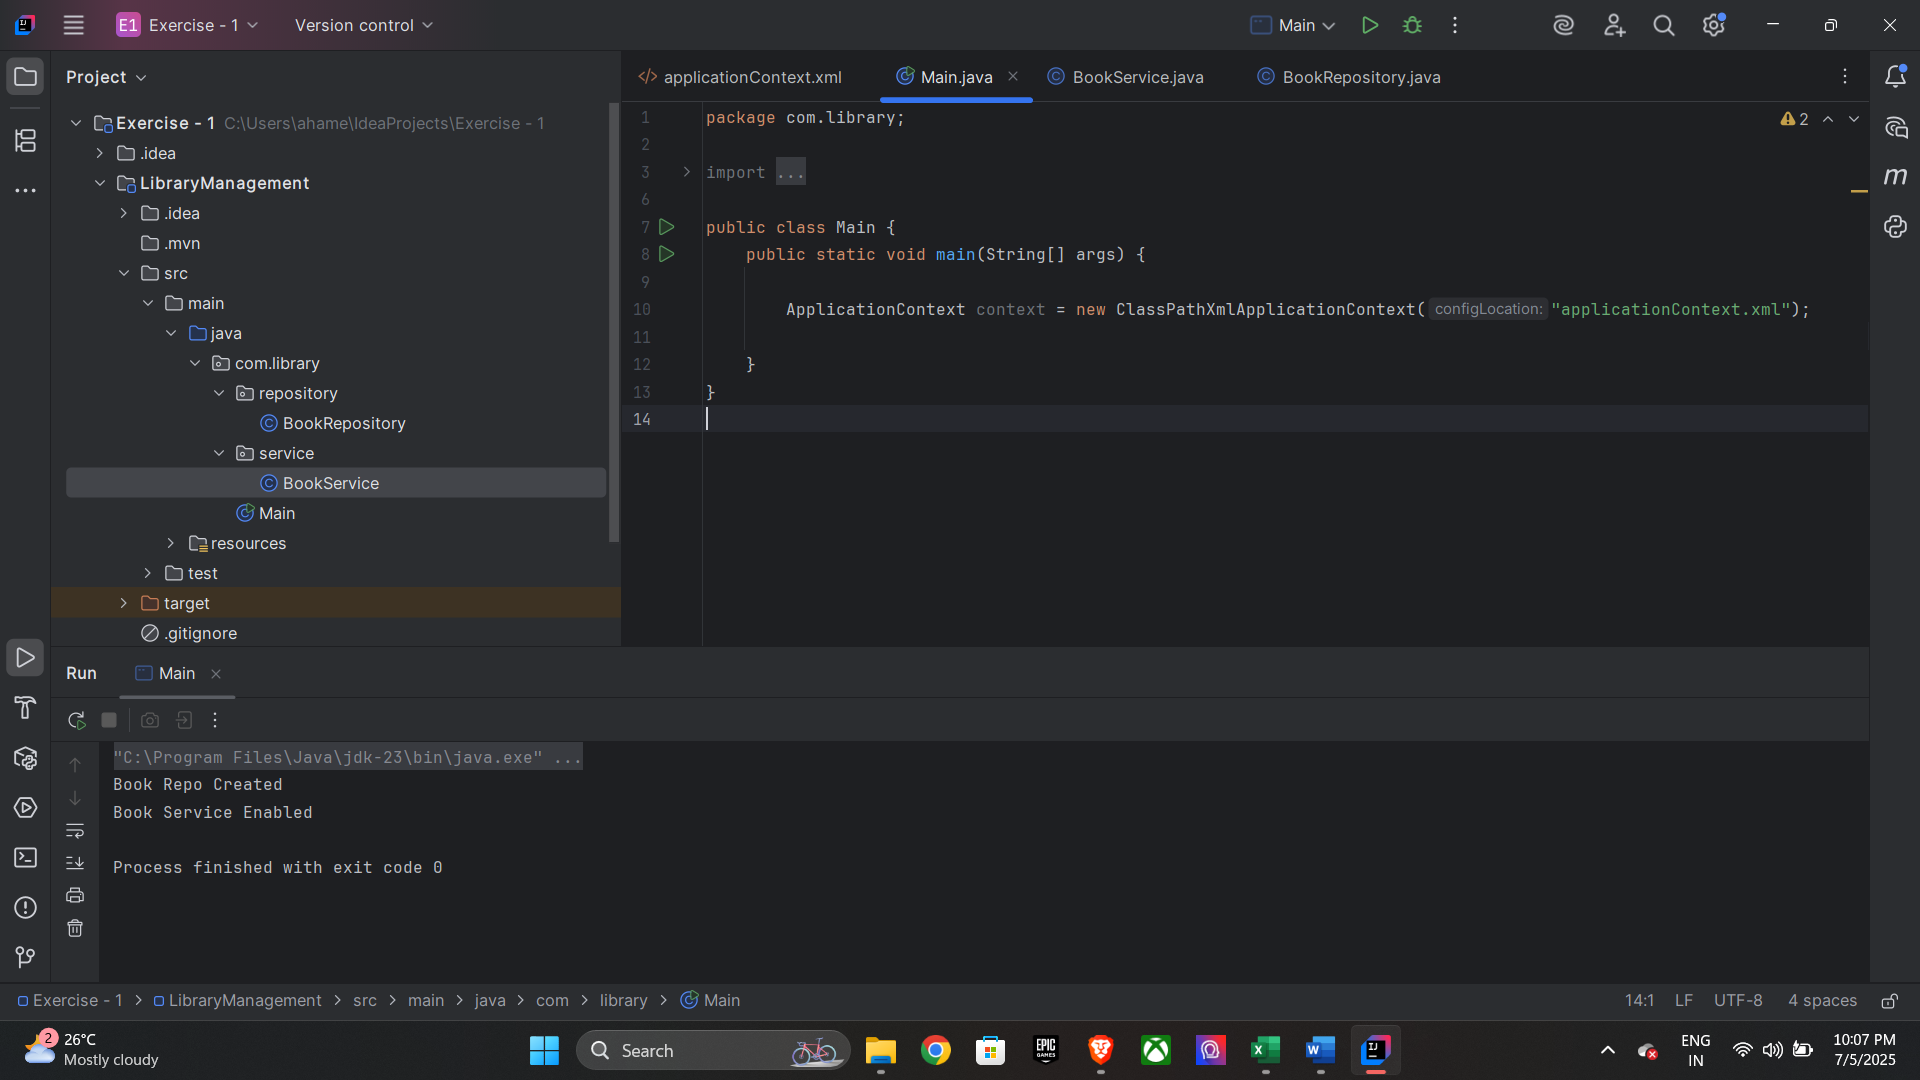 E1 Exercise - 1 Version control Main
Project
applicationContext.xml Main.java BookService.java BookRepository.java
Exercise - 1 C:\Users\ahame\IdeaProjects\Exercise - 1
.idea
LibraryManagement
.idea
.mvn
src
main
java
com.library
repository
BookRepository
service
BookService
Main
resources
test
target
.gitignore
1 package com.library;
2
3 import ...
6
7 public class Main {
8 public static void main(String[] args) {
9
10 ApplicationContext context = new ClassPathXmlApplicationContext( configLocation: "applicationContext.xml");
11
12 }
13 }
14
2
m
Run Main
"C:\Program Files\Java\jdk-23\bin\java.exe" ...
Book Repo Created
Book Service Enabled
Process finished with exit code 0
Exercise - 1 > LibraryManagement > src > main > java > com > library > Main 14:1 LF UTF-8 4 spaces
2 26°C
Mostly cloudy
Search
EPIC GAMES
ENG
IN
10:07 PM
7/5/2025